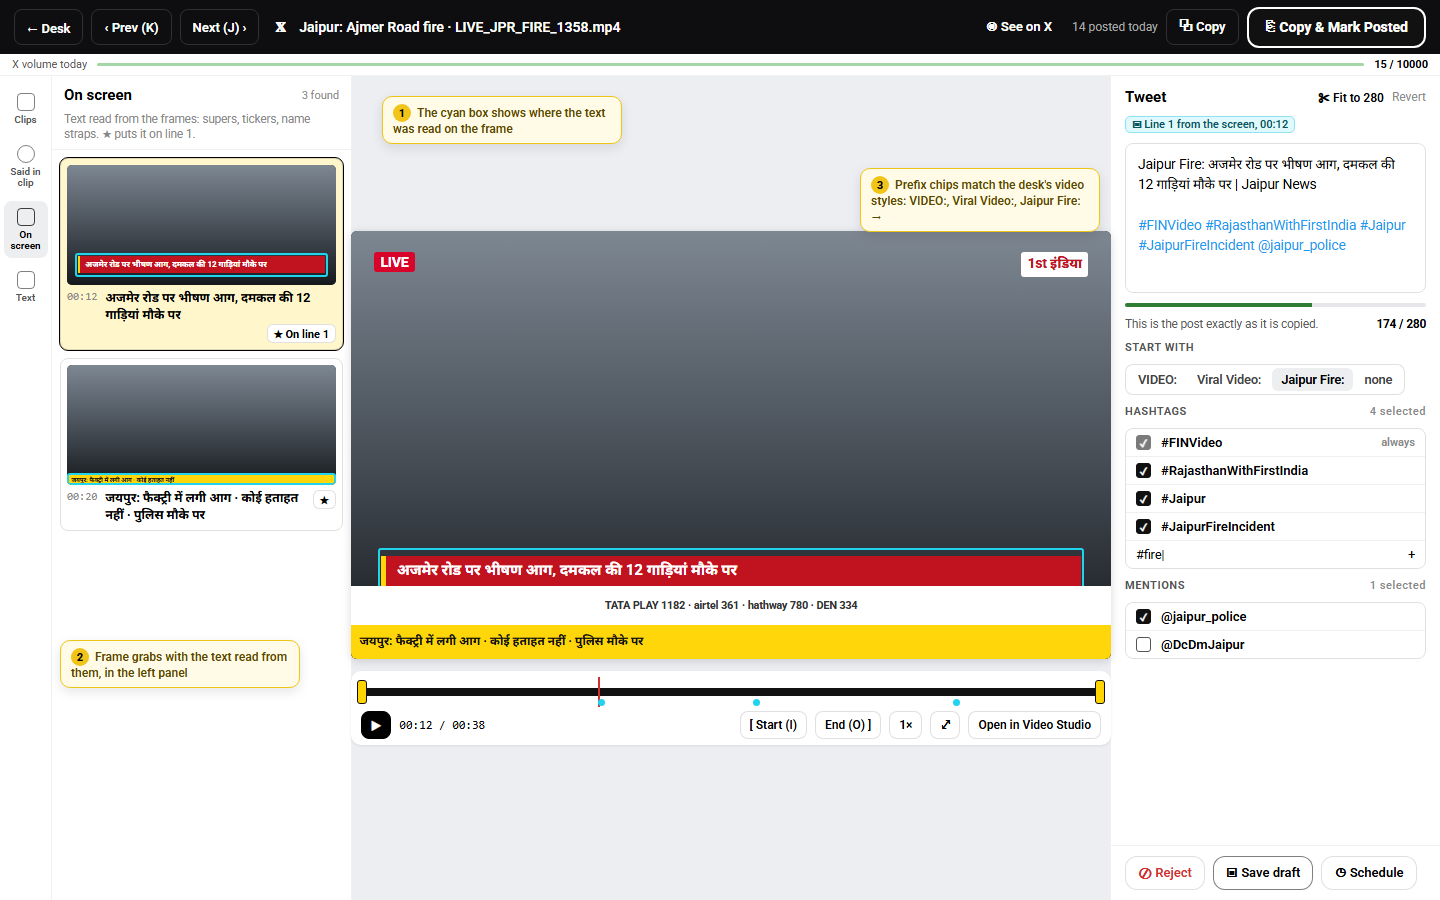 ← Desk
‹ Prev (K)
Next (J) ›
Jaipur: Ajmer Road fire · LIVE_JPR_FIRE_1358.mp4
See on X
14 posted today
Copy
Copy & Mark Posted
X volume today
15 / 10000
Clips
Said in
clip
On
screen
Text
On screen
3 found
Text read from the frames: supers, tickers, name
straps. ★ puts it on line 1.
अजमेर रोड पर भीषण आग, दमकल की 12 गाड़ियां मौके पर
00:12
अजमेर रोड पर भीषण आग, दमकल की 12
गाड़ियां मौके पर
★ On line 1
जयपुर: फैक्ट्री में लगी आग · कोई हताहत नहीं
00:20
जयपुर: फैक्ट्री में लगी आग · कोई हताहत
नहीं · पुलिस मौके पर
★
2 Frame grabs with the text read from
them, in the left panel
1 The cyan box shows where the text
was read on the frame
3 Prefix chips match the desk's video
styles: VIDEO:, Viral Video:, Jaipur Fire:
→
LIVE
1st इंडिया
अजमेर रोड पर भीषण आग, दमकल की 12 गाड़ियां मौके पर
TATA PLAY 1182 · airtel 361 · hathway 780 · DEN 334
जयपुर: फैक्ट्री में लगी आग · कोई हताहत नहीं · पुलिस मौके पर
00:12 / 00:38
[ Start (I)
End (O) ]
1×
Open in Video Studio
Tweet
Fit to 280
Revert
Line 1 from the screen, 00:12
Jaipur Fire: अजमेर रोड पर भीषण आग, दमकल की
12 गाड़ियां मौके पर | Jaipur News
#FINVideo #RajasthanWithFirstIndia #Jaipur
#JaipurFireIncident @jaipur_police
This is the post exactly as it is copied.
174 / 280
START WITH
VIDEO:
Viral Video:
Jaipur Fire:
none
HASHTAGS
4 selected
#FINVideo
always
#RajasthanWithFirstIndia
#Jaipur
#JaipurFireIncident
#fire
+
MENTIONS
1 selected
@jaipur_police
@DcDmJaipur
Reject
Save draft
Schedule